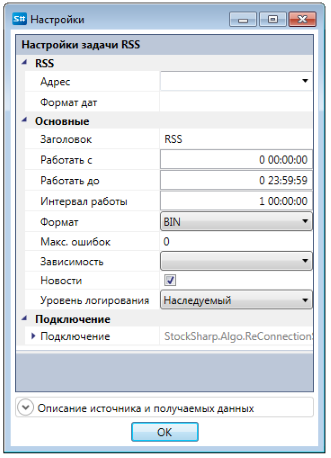 S# Настройки
Настройки задачи RSS
RSS
Адрес
Формат дат
Основные
Заголовок RSS
Работать с 0 00:00:00
Работать до 0 23:59:59
Интервал работы 1 00:00:00
Формат BIN
Макс. ошибок 0
Зависимость
Новости
Уровень логирования Наследуемый
Подключение
Подключение StockSharp.Algo.ReConnectionS
Описание источника и получаемых данных
OK